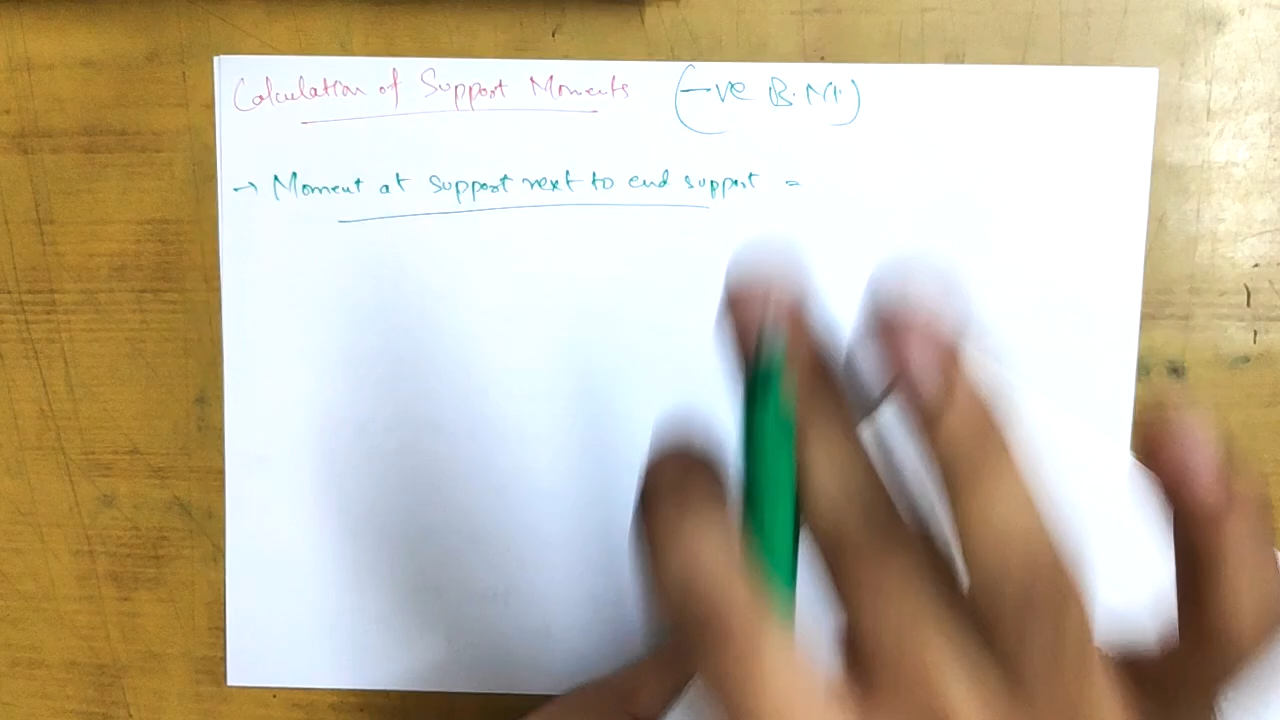 Calculation of Support Moments (-ve B.M.)
→ Moment at support next to end support =